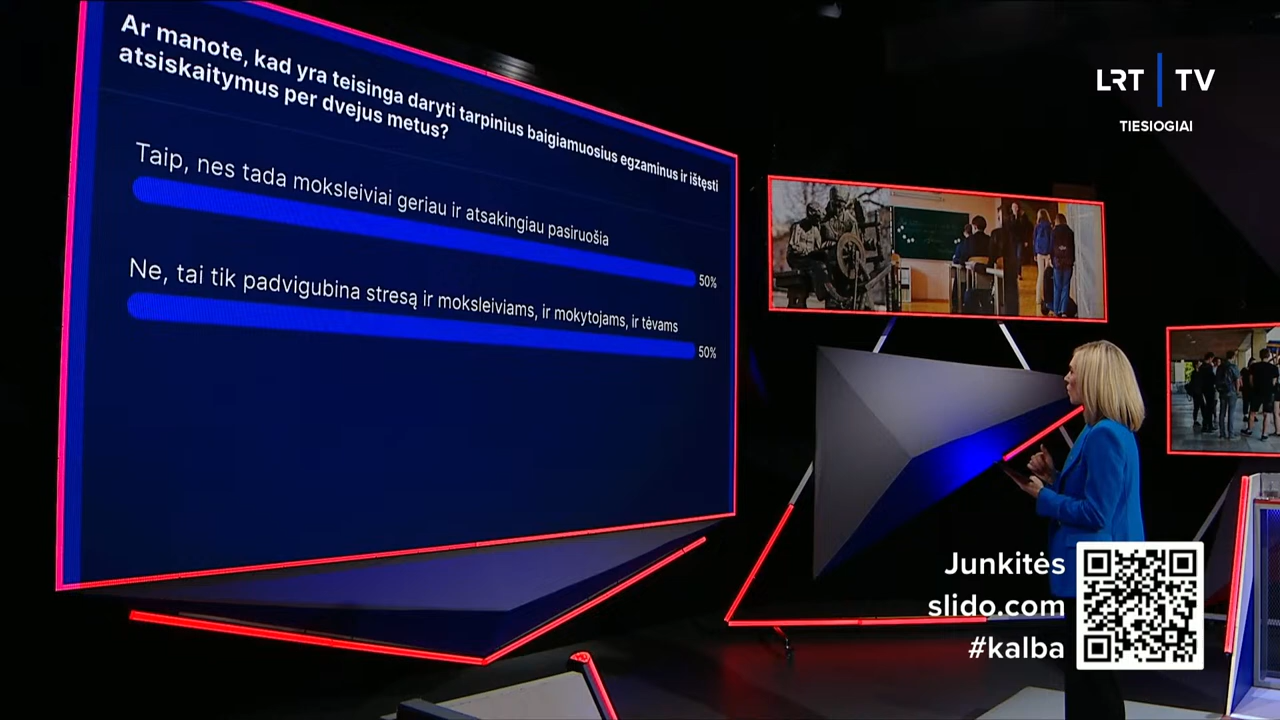 Ar manote, kad yra teisinga daryti tarpinius baigiamuosius egzaminus ir ištęsti
atsiskaitymus per dvejus metus?
Taip, nes tada moksleiviai geriau ir atsakingiau pasiruošia
50%
Ne, tai tik padvigubina stresą ir moksleiviams, ir mokytojams, ir tėvams
50%
LRT | TV
TIESIOGIAI
Junkitės
slido.com
#kalba